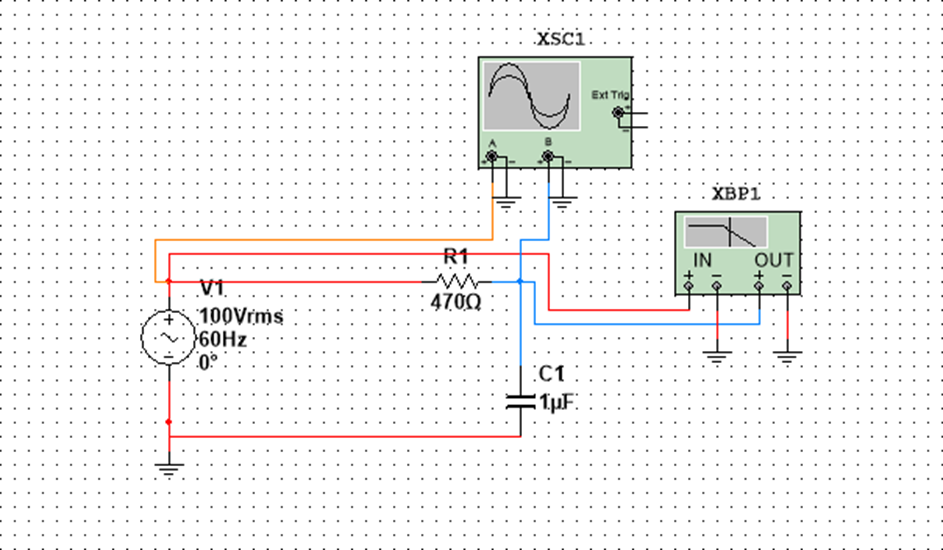 XSC1
Ext Trig
+
−
A
B
+ − + −
XBP1
IN OUT
+ − + −
R1
470Ω
V1
100Vrms
60Hz
0°
+
~
−
C1
1µF